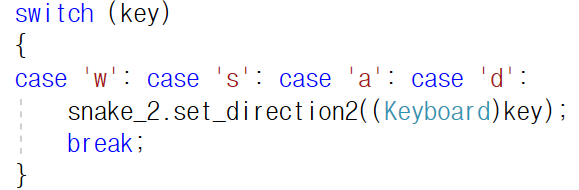 switch (key)
{
case 'w': case 's': case 'a': case 'd':
    snake_2.set_direction2((Keyboard)key);
    break;
}